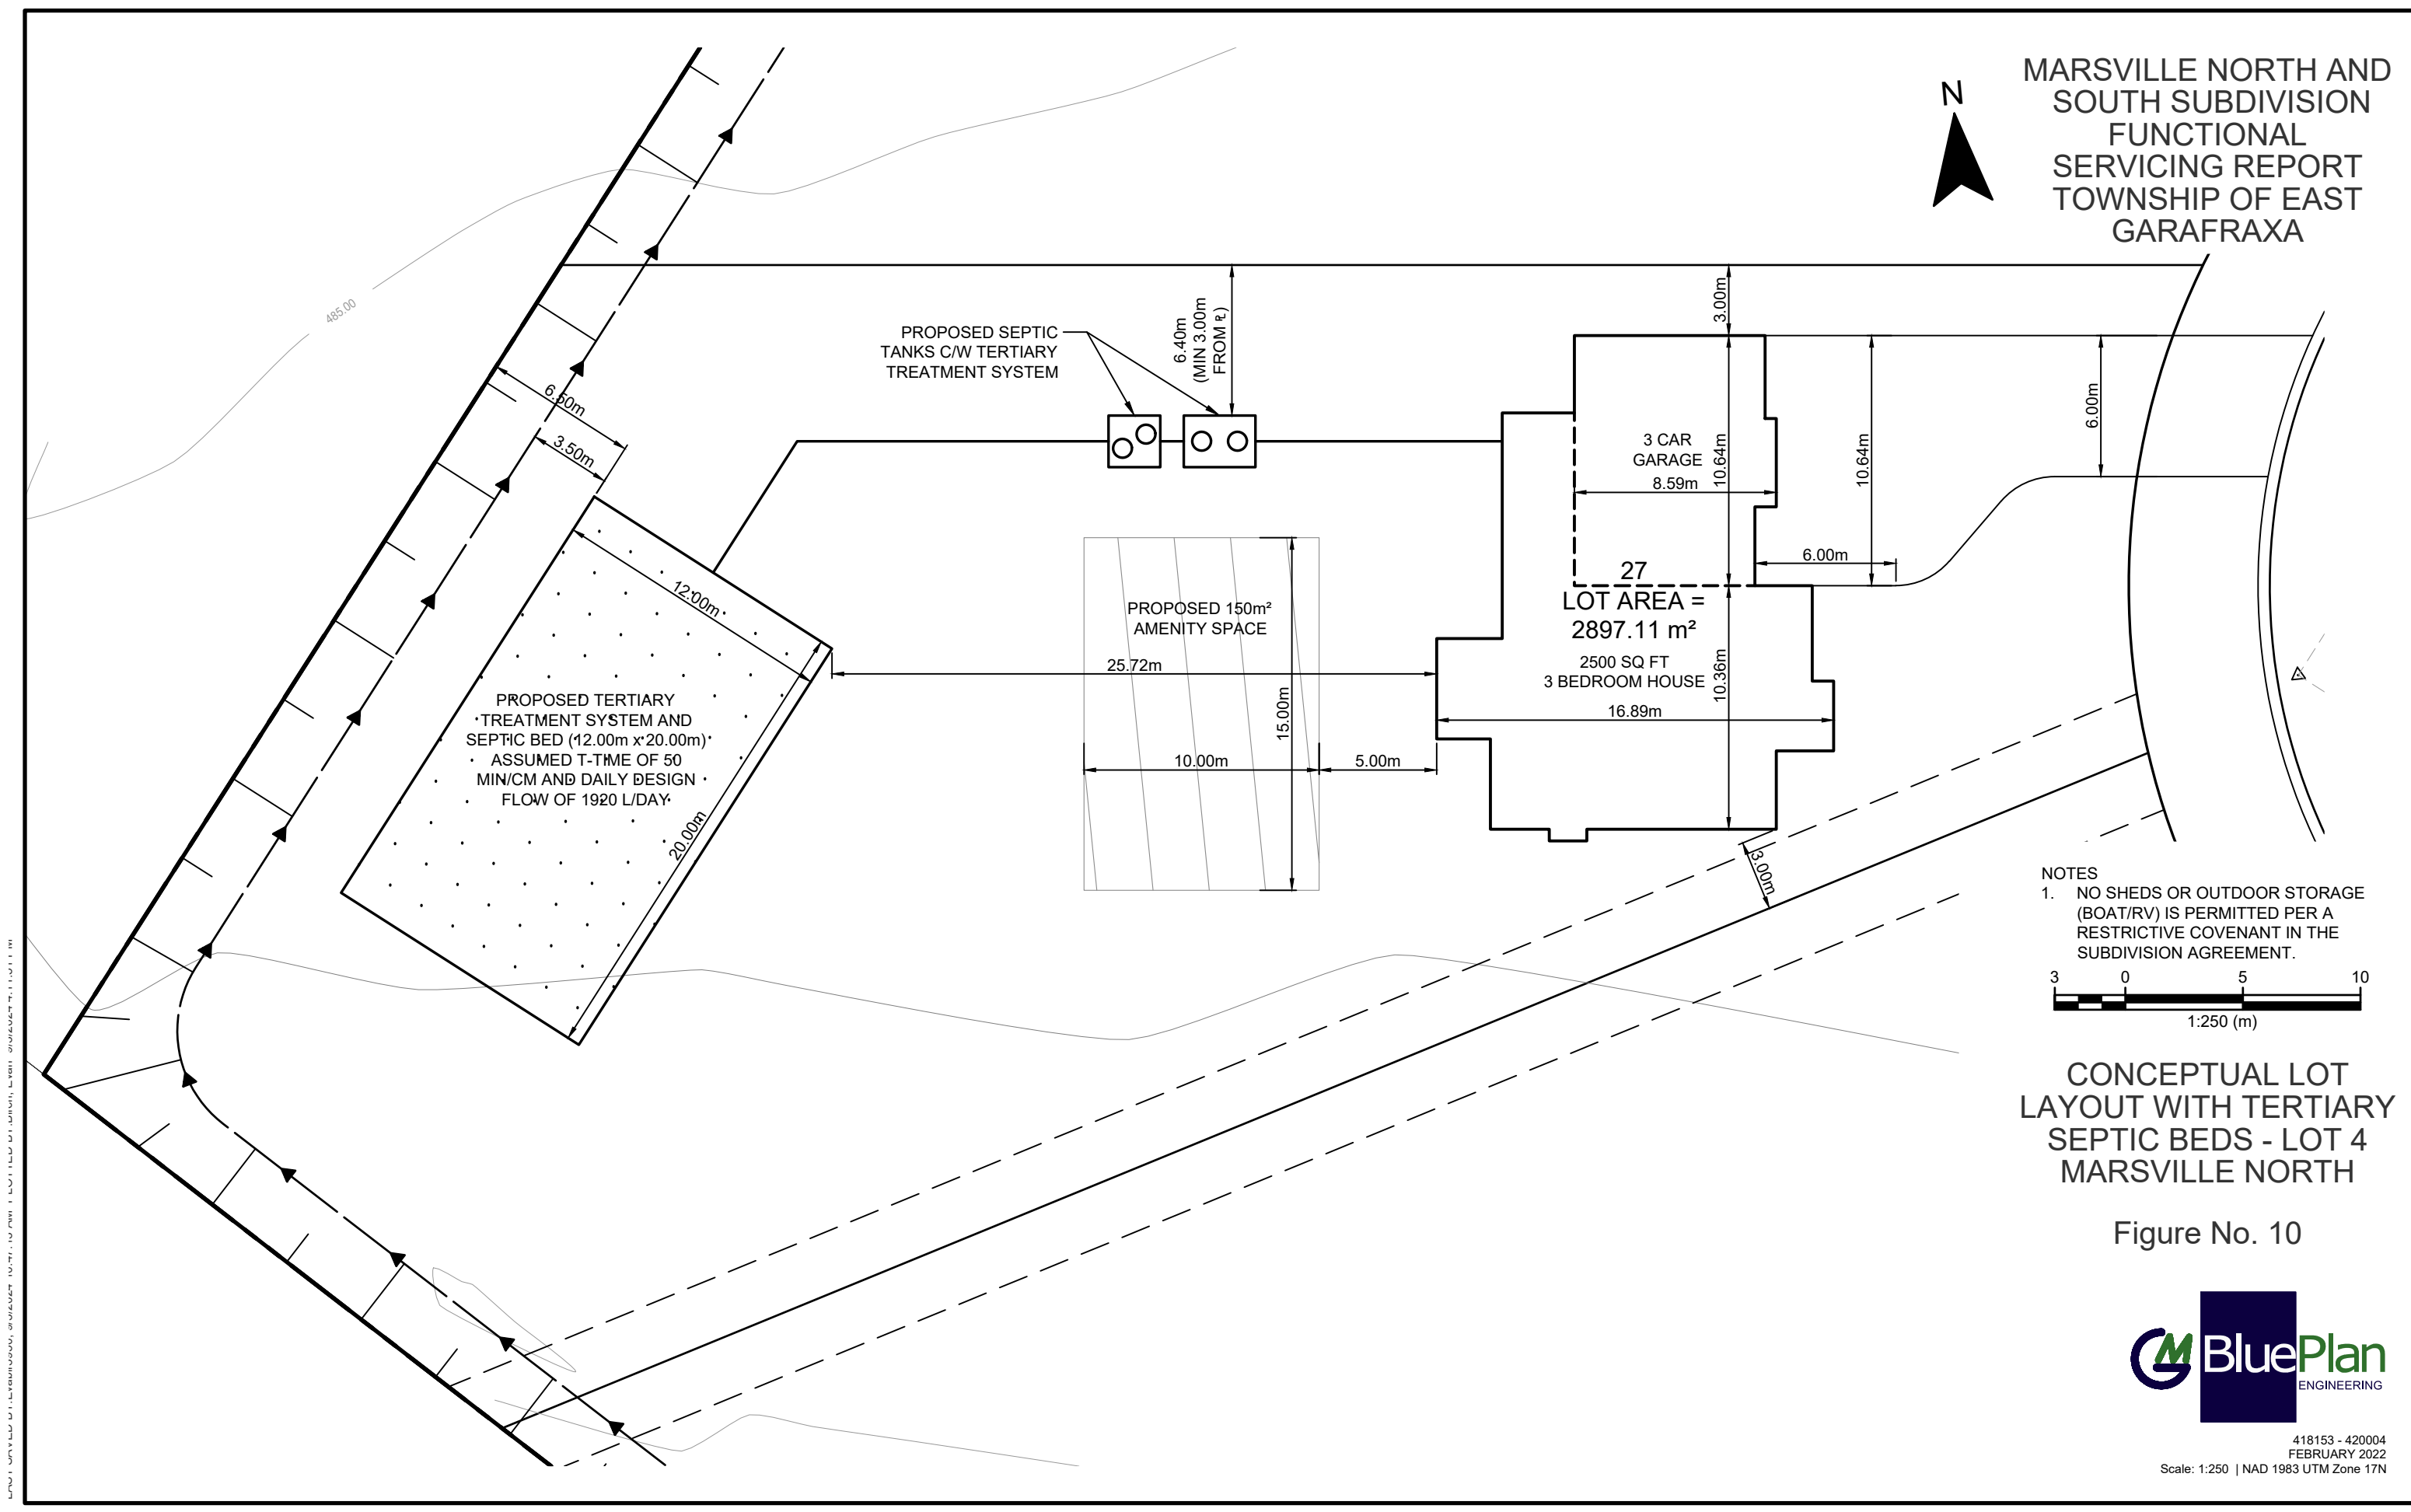 MARSVILLE NORTH AND
SOUTH SUBDIVISION
FUNCTIONAL
SERVICING REPORT
TOWNSHIP OF EAST
GARAFRAXA
N
485.00
PROPOSED SEPTIC
TANKS C/W TERTIARY
TREATMENT SYSTEM
6.40m
(MIN 3.00m
FROM ⅊)
3.00m
6.00m
6.50m
3.50m
3 CAR
GARAGE
8.59m
10.64m
10.64m
6.00m
27
LOT AREA =
2897.11 m²
2500 SQ FT
3 BEDROOM HOUSE
10.36m
16.89m
12.00m
PROPOSED 150m²
AMENITY SPACE
25.72m
15.00m
10.00m
5.00m
PROPOSED TERTIARY
TREATMENT SYSTEM AND
SEPTIC BED (12.00m x 20.00m)
ASSUMED T-TIME OF 50
MIN/CM AND DAILY DESIGN
FLOW OF 1920 L/DAY
20.00m
3.00m
NOTES
1. NO SHEDS OR OUTDOOR STORAGE
(BOAT/RV) IS PERMITTED PER A
RESTRICTIVE COVENANT IN THE
SUBDIVISION AGREEMENT.
3 0 5 10
1:250 (m)
CONCEPTUAL LOT
LAYOUT WITH TERTIARY
SEPTIC BEDS - LOT 4
MARSVILLE NORTH
Figure No. 10
GM BluePlan
ENGINEERING
418153 - 420004
FEBRUARY 2022
Scale: 1:250 | NAD 1983 UTM Zone 17N